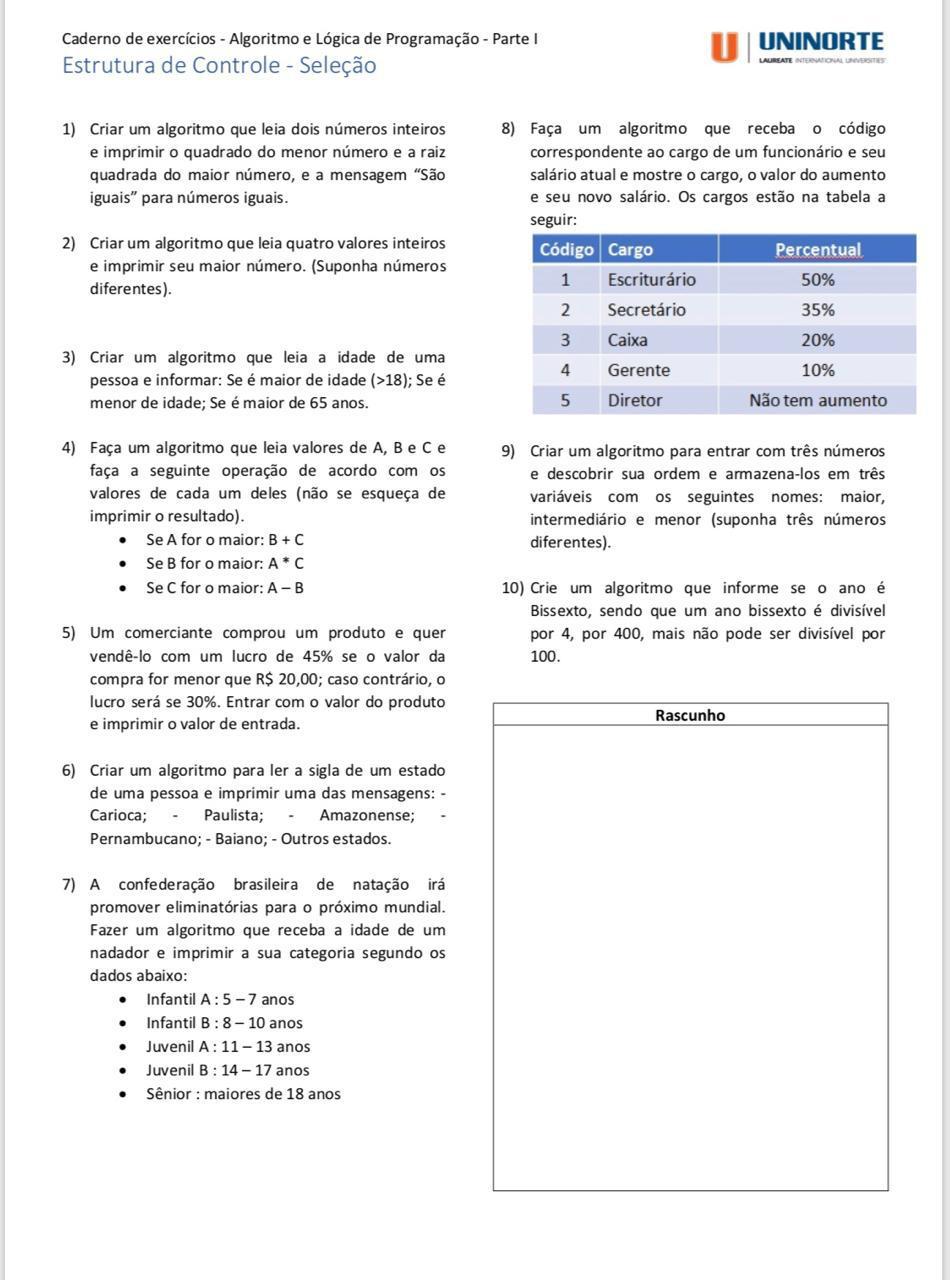 Caderno de exercícios - Algoritmo e Lógica de Programação - Parte I
Estrutura de Controle - Seleção
UNINORTE
LAUREATE INTERNATIONAL UNIVERSITIES
1) Criar um algoritmo que leia dois números inteiros
e imprimir o quadrado do menor número e a raiz
quadrada do maior número, e a mensagem “São
iguais” para números iguais.
2) Criar um algoritmo que leia quatro valores inteiros
e imprimir seu maior número. (Suponha números
diferentes).
3) Criar um algoritmo que leia a idade de uma
pessoa e informar: Se é maior de idade (>18); Se é
menor de idade; Se é maior de 65 anos.
4) Faça um algoritmo que leia valores de A, B e C e
faça a seguinte operação de acordo com os
valores de cada um deles (não se esqueça de
imprimir o resultado).
• Se A for o maior: B + C
• Se B for o maior: A * C
• Se C for o maior: A – B
5) Um comerciante comprou um produto e quer
vendê-lo com um lucro de 45% se o valor da
compra for menor que R$ 20,00; caso contrário, o
lucro será se 30%. Entrar com o valor do produto
e imprimir o valor de entrada.
6) Criar um algoritmo para ler a sigla de um estado
de uma pessoa e imprimir uma das mensagens: -
Carioca; - Paulista; - Amazonense; -
Pernambucano; - Baiano; - Outros estados.
7) A confederação brasileira de natação irá
promover eliminatórias para o próximo mundial.
Fazer um algoritmo que receba a idade de um
nadador e imprimir a sua categoria segundo os
dados abaixo:
• Infantil A : 5 – 7 anos
• Infantil B : 8 – 10 anos
• Juvenil A : 11 – 13 anos
• Juvenil B : 14 – 17 anos
• Sênior : maiores de 18 anos
8) Faça um algoritmo que receba o código
correspondente ao cargo de um funcionário e seu
salário atual e mostre o cargo, o valor do aumento
e seu novo salário. Os cargos estão na tabela a
seguir:
Código Cargo Percentual
1 Escriturário 50%
2 Secretário 35%
3 Caixa 20%
4 Gerente 10%
5 Diretor Não tem aumento
9) Criar um algoritmo para entrar com três números
e descobrir sua ordem e armazena-los em três
variáveis com os seguintes nomes: maior,
intermediário e menor (suponha três números
diferentes).
10) Crie um algoritmo que informe se o ano é
Bissexto, sendo que um ano bissexto é divisível
por 4, por 400, mais não pode ser divisível por
100.
Rascunho